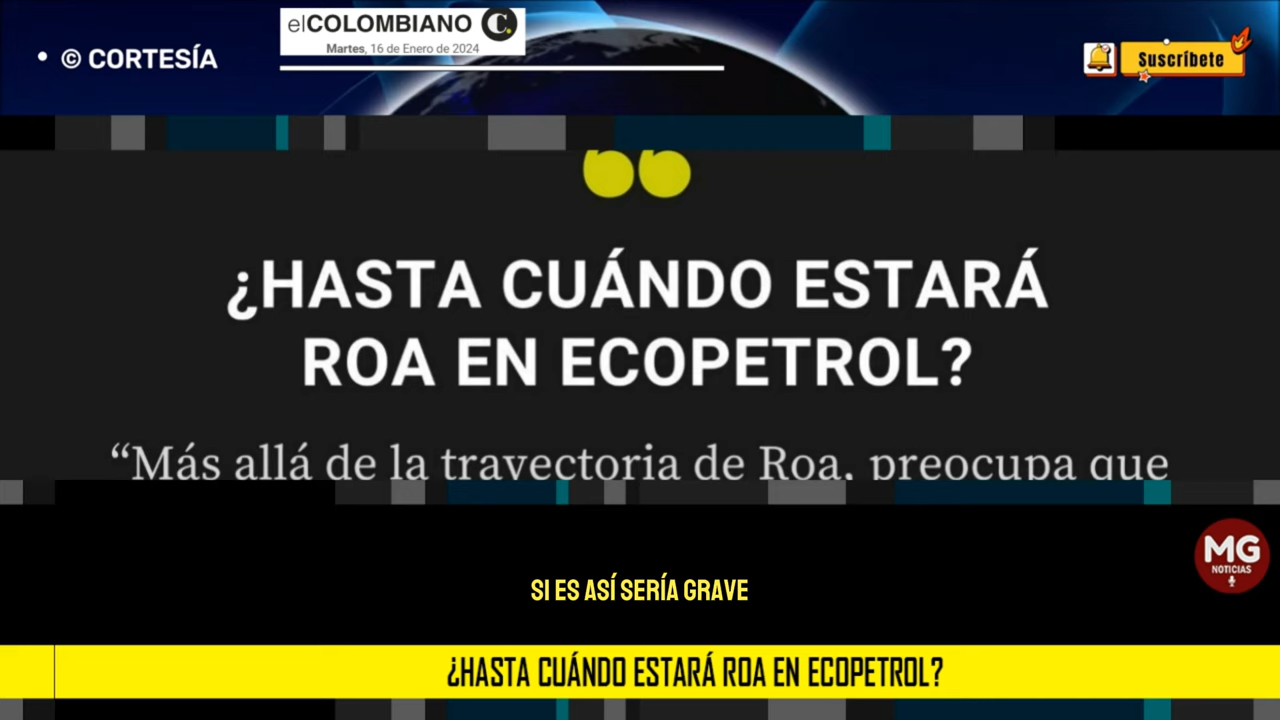 • © CORTESÍA
elCOLOMBIANO C.
Martes, 16 de Enero de 2024
Suscríbete
¿HASTA CUÁNDO ESTARÁ
ROA EN ECOPETROL?
“Más allá de la trayectoria de Roa, preocupa que
SI ES ASÍ SERÍA GRAVE
MG
NOTICIAS
¿HASTA CUÁNDO ESTARÁ ROA EN ECOPETROL?